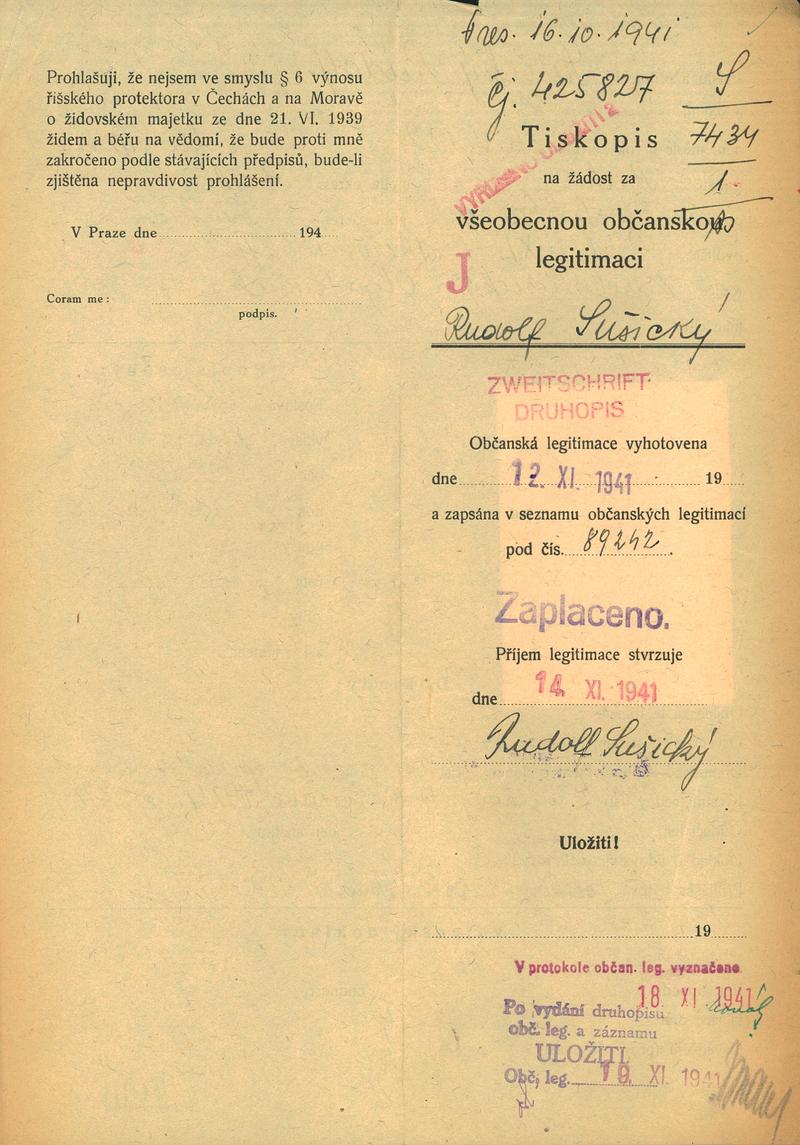 Prohlašuji, že nejsem ve smyslu § 6 výnosu
říšského protektora v Čechách a na Moravě
o židovském majetku ze dne 21. VI. 1939
židem a béřu na vědomí, že bude proti mně
zakročeno podle stávajících předpisů, bude-li
zjištěna nepravdivost prohlášení.
V Praze dne 194
Coram me :
podpis.
Pres. 16.10.1941
čj. 425827
S
7434
1.
Tiskopis
na žádost za
všeobecnou občanskou
legitimaci
J
Rudolf Sušický
ZWEITSCHRIFT
DRUHOPIS
Občanská legitimace vyhotovena
dne 12. XI. 1941 19
a zapsána v seznamu občanských legitimací
pod čís. 89242.
Zaplaceno.
Příjem legitimace stvrzuje
dne 14. XI. 1941
Rudolf Sušický
Uložiti!
19
V protokole občan. leg. vyznačeno
18. XI. 1941
Po vydání druhopisu
obč. leg. a záznamu
ULOŽITI.
Obč. leg. 19. XI. 1941